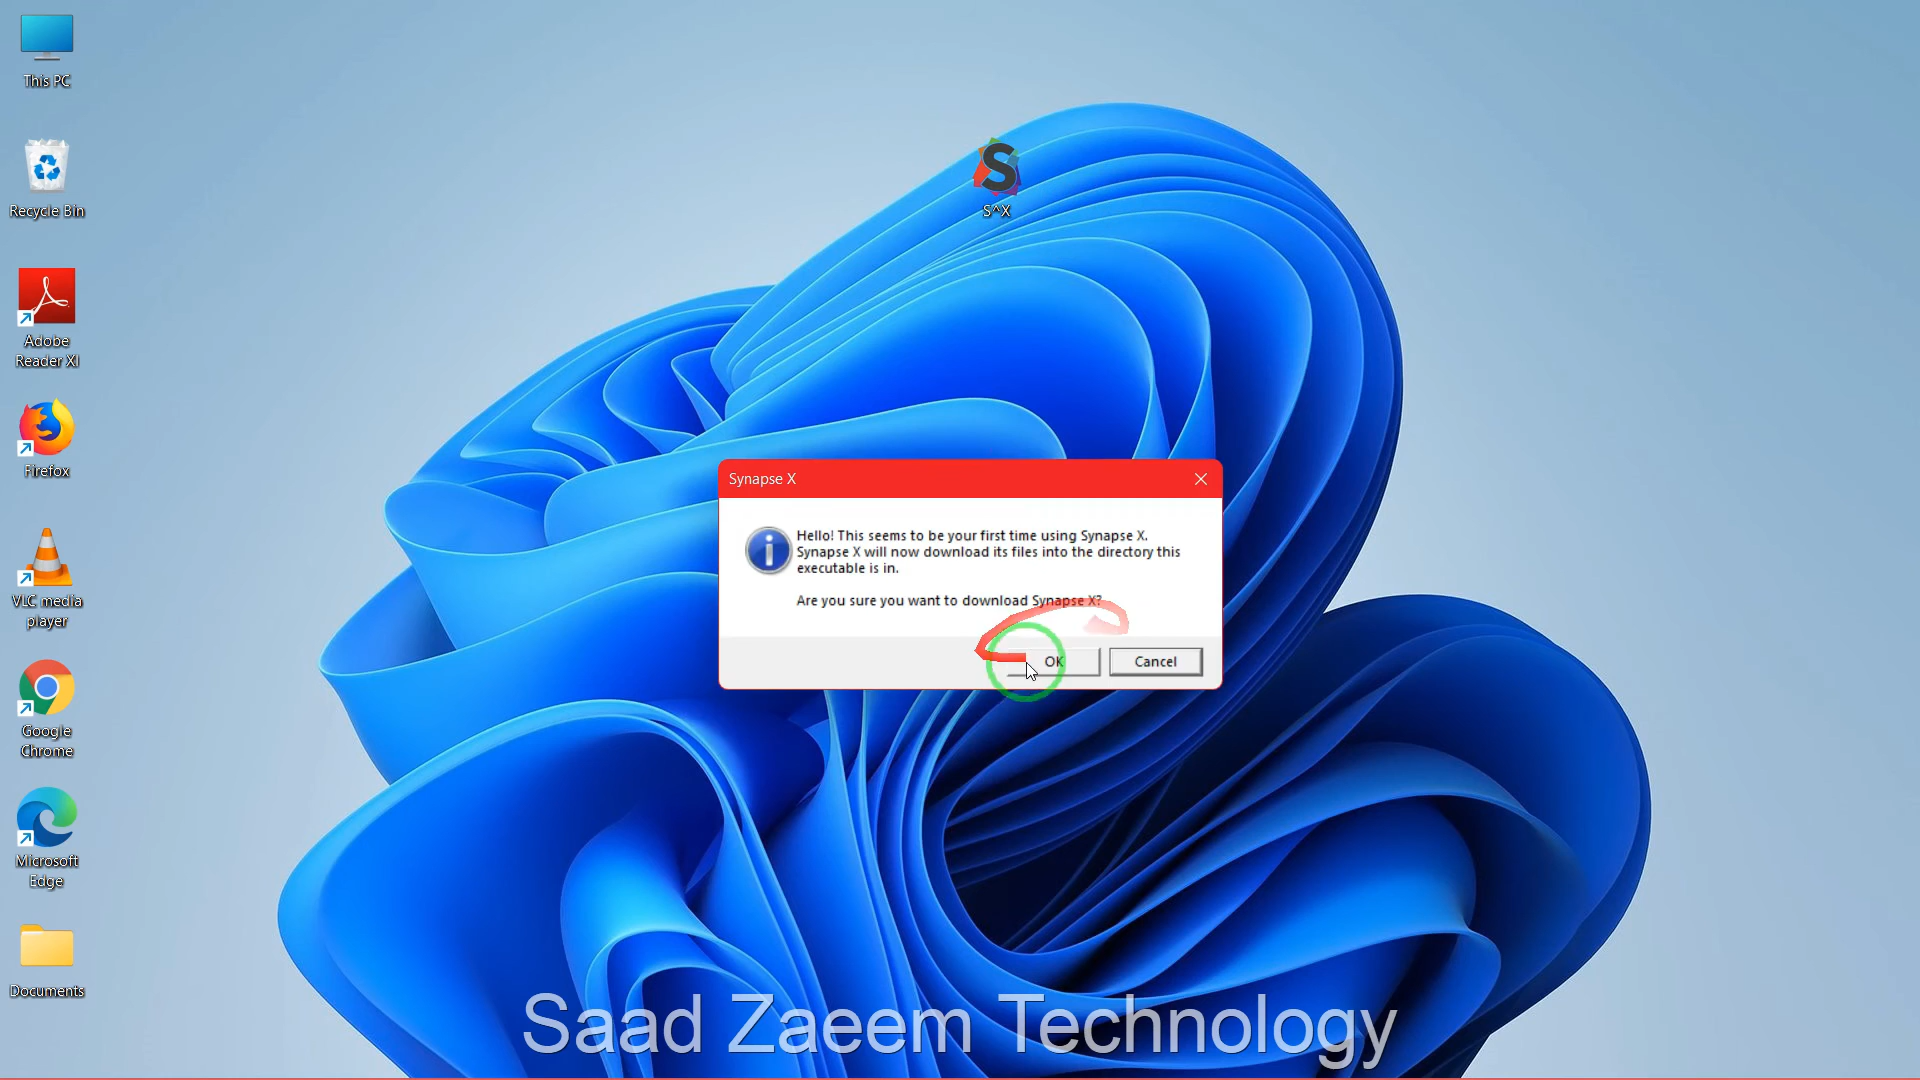 This PC
Recycle Bin
Adobe
Reader XI
Firefox
VLC media
player
Google
Chrome
Microsoft
Edge
Documents
S
S^X
Synapse X
Hello! This seems to be your first time using Synapse X.
Synapse X will now download its files into the directory this
executable is in.
Are you sure you want to download Synapse X?
OK
Cancel
Saad Zaeem Technology